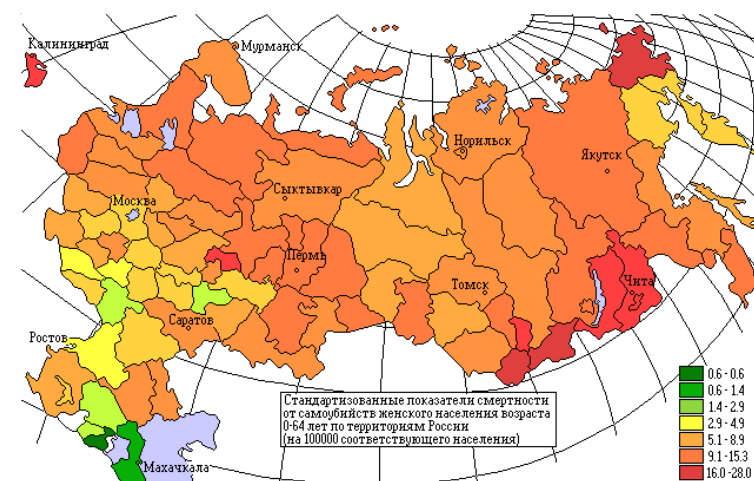 Калининград
Мурманск
Норильск
Якутск
Сыктывкар
Москва
Пермь
Томск
Чита
Саратов
Ростов
Стандартизованные показатели смертности
от самоубийств женского населения возраста
0-64 лет по территориям России
(на 100000 соответствующего населения)
0.6 - 0.6
0.6 - 1.4
1.4 - 2.9
2.9 - 4.9
5.1 - 8.9
9.1 - 15.3
16.0 - 28.0
Махачкала